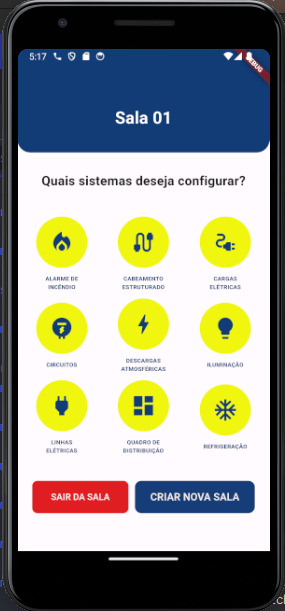 5:17
DEBUG
Sala 01
Quais sistemas deseja configurar?
ALARME DE
INCÊNDIO
CABEAMENTO
ESTRUTURADO
CARGAS
ELÉTRICAS
CIRCUITOS
DESCARGAS
ATMOSFÉRICAS
ILUMINAÇÃO
LINHAS
ELÉTRICAS
QUADRO DE
DISTRIBUIÇÃO
REFRIGERAÇÃO
SAIR DA SALA
CRIAR NOVA SALA